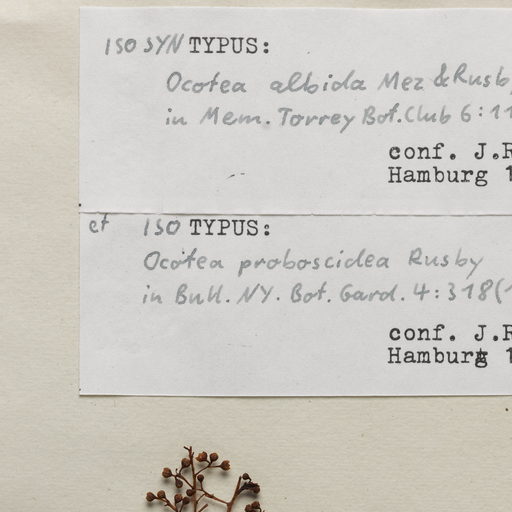 ISO SYN TYPUS:
Ocotea albida Mez & Rusby
in Mem. Torrey Bot. Club 6:11
conf. J.R
Hamburg 1
et ISO TYPUS:
Ocotea proboscidea Rusby
in Bull. NY. Bot. Gard. 4:318(1
conf. J.R
Hamburg 1